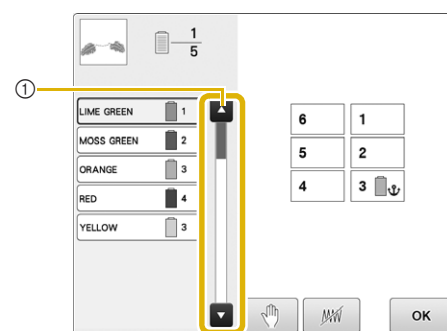 1
5
①
LIME GREEN 1
MOSS GREEN 2
ORANGE 3
RED 4
YELLOW 3
6 1
5 2
4 3
OK